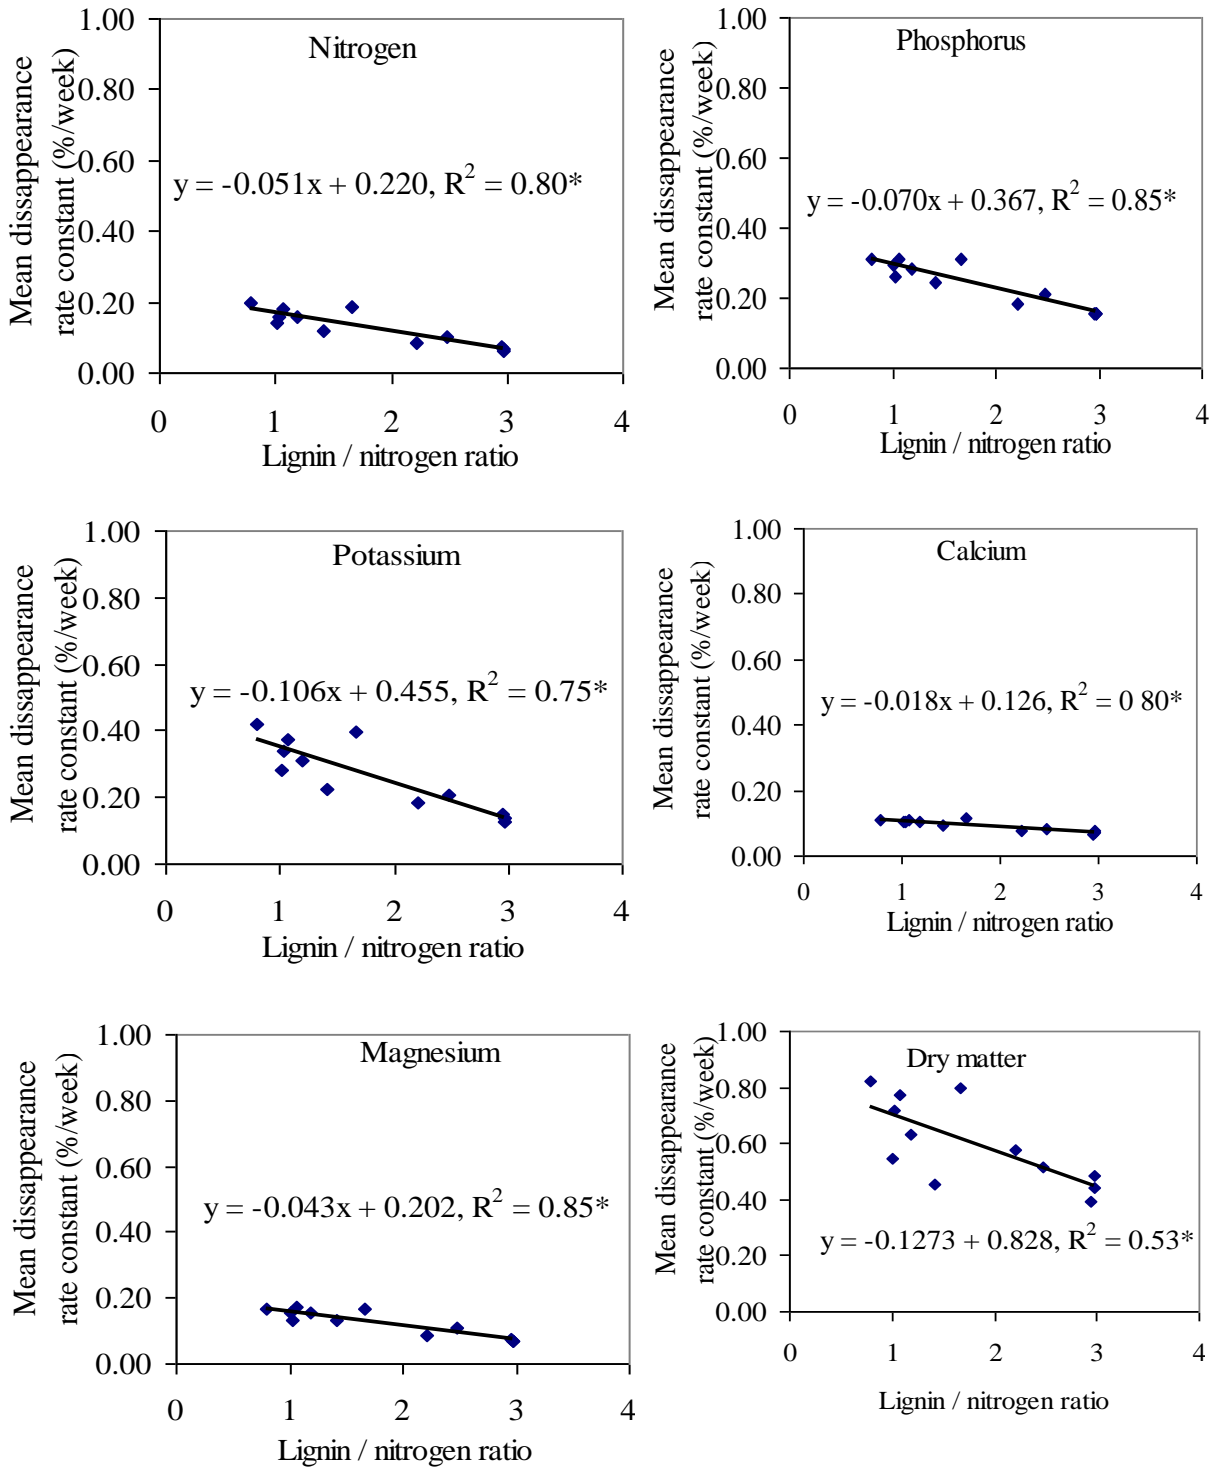 Nitrogen
Mean dissappearance
rate constant (%/week)
1.00
0.80
0.60
0.40
0.20
0.00
y = -0.051x + 0.220, R² = 0.80*
0 1 2 3 4
Lignin / nitrogen ratio
Phosphorus
Mean dissappearance
rate constant (%/week)
1.00
0.80
0.60
0.40
0.20
0.00
y = -0.070x + 0.367, R² = 0.85*
0 1 2 3 4
Lignin / nitrogen ratio
Potassium
Mean dissappearance
rate constant (%/week)
1.00
0.80
0.60
0.40
0.20
0.00
y = -0.106x + 0.455, R² = 0.75*
0 1 2 3 4
Lignin / nitrogen ratio
Calcium
Mean dissappearance
rate constant (%/week)
1.00
0.80
0.60
0.40
0.20
0.00
y = -0.018x + 0.126, R² = 0 80*
0 1 2 3 4
Lignin / nitrogen ratio
Magnesium
Mean dissappearance
rate constant (%/week)
1.00
0.80
0.60
0.40
0.20
0.00
y = -0.043x + 0.202, R² = 0.85*
0 1 2 3 4
Lignin / nitrogen ratio
Dry matter
Mean dissappearance
rate constant (%/week)
1.00
0.80
0.60
0.40
0.20
0.00
y = -0.1273 + 0.828, R² = 0.53*
0 1 2 3 4
Lignin / nitrogen ratio